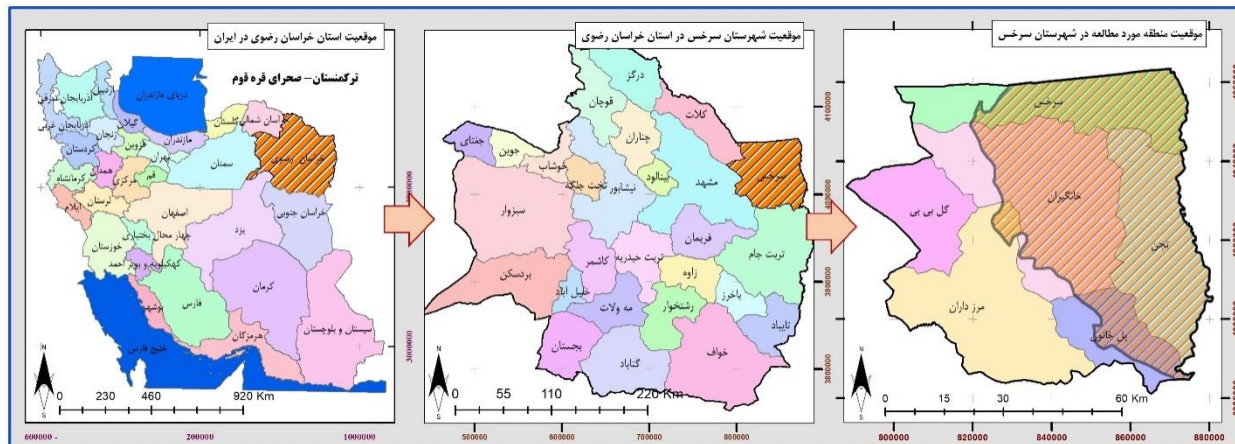 موقعیت استان خراسان رضوی در ایران
ترکمنستان- صحرای قره قوم
دریای مازندران
اردبیل
آذربایجان شرقی
آذربایجان غربی
گیلان
زنجان
کردستان
قزوین
مازندران
گلستان
خراسان شمالی
خراسان رضوی
تهران
سمنان
همدان
قم
مرکزی
کرمانشاه
لرستان
ایلام
اصفهان
خراسان جنوبی
یزد
خوزستان
چهار محال بختیاری
کهکیلویه و بویر احمد
فارس
کرمان
بوشهر
هرمزگان
سیستان و بلوچستان
خلیج فارس
N
S
0 230 460 920 Km
600000 - 200000 1000000
3000000
موقعیت شهرستان سرخس در استان خراسان رضوی
درگز
قوچان
کلات
چناران
جغتای
جوین
خوشاب
تخت جلگه
نیشابور
بینالود
مشهد
سرخس
سبزوار
فریمان
تربت جام
کاشمر
تربت حیدریه
زاوه
بردسکن
خلیل آباد
مه ولات
رشتخوار
باخرز
تایباد
بجستان
گناباد
خواف
N
S
0 55 110 220 Km
500000 600000 700000 800000
4100000
4000000
3900000
3800000
موقعیت منطقه مورد مطالعه در شهرستان سرخس
سرخس
خانگیران
گل بی بی
تجن
مرز داران
پل خاتون
N
S
0 15 30 60 Km
800000 820000 840000 860000 880000